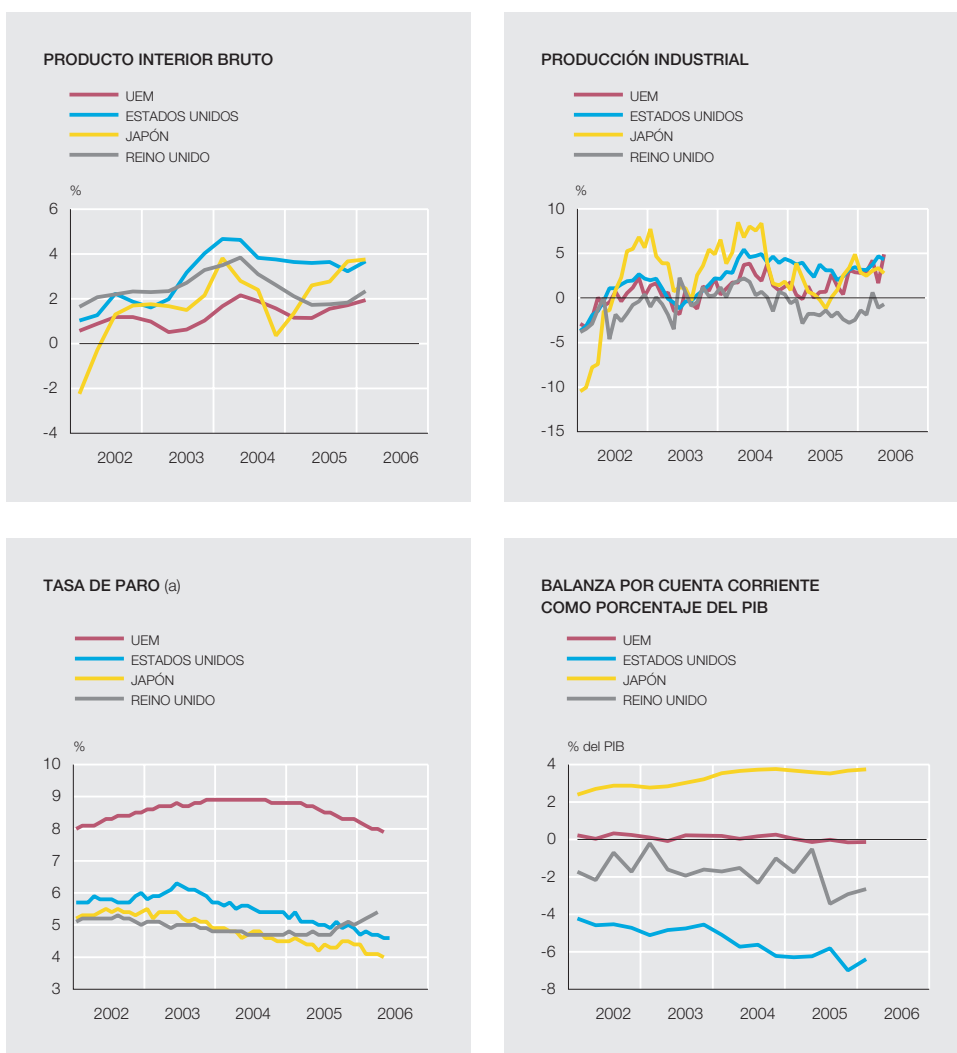 PRODUCTO INTERIOR BRUTO
UEM
ESTADOS UNIDOS
JAPÓN
REINO UNIDO
%
6
4
2
0
-2
-4
2002 2003 2004 2005 2006
PRODUCCIÓN INDUSTRIAL
UEM
ESTADOS UNIDOS
JAPÓN
REINO UNIDO
%
10
5
0
-5
-10
-15
2002 2003 2004 2005 2006
TASA DE PARO (a)
UEM
ESTADOS UNIDOS
JAPÓN
REINO UNIDO
%
10
9
8
7
6
5
4
3
2002 2003 2004 2005 2006
BALANZA POR CUENTA CORRIENTE
COMO PORCENTAJE DEL PIB
UEM
ESTADOS UNIDOS
JAPÓN
REINO UNIDO
% del PIB
4
2
0
-2
-4
-6
-8
2002 2003 2004 2005 2006